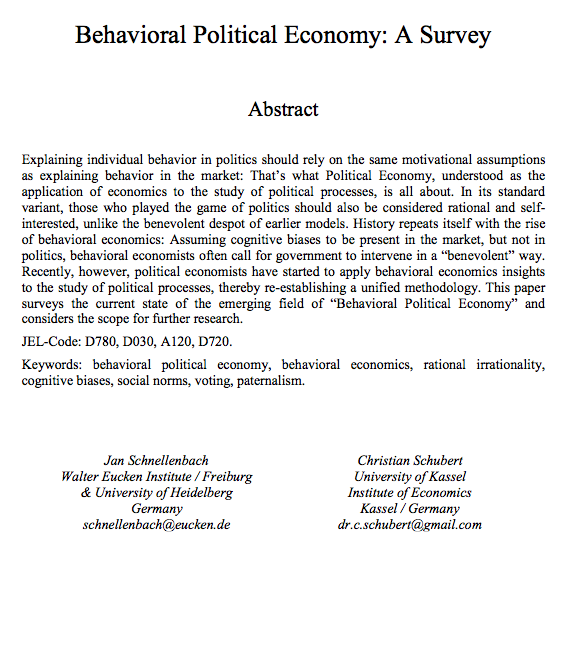 Behavioral Political Economy: A Survey
Abstract
Explaining individual behavior in politics should rely on the same motivational assumptions
as explaining behavior in the market: That's what Political Economy, understood as the
application of economics to the study of political processes, is all about. In its standard
variant, those who played the game of politics should also be considered rational and self-
interested, unlike the benevolent despot of earlier models. History repeats itself with the rise
of behavioral economics: Assuming cognitive biases to be present in the market, but not in
politics, behavioral economists often call for government to intervene in a “benevolent” way.
Recently, however, political economists have started to apply behavioral economics insights
to the study of political processes, thereby re-establishing a unified methodology. This paper
surveys the current state of the emerging field of “Behavioral Political Economy” and
considers the scope for further research.
JEL-Code: D780, D030, A120, D720.
Keywords: behavioral political economy, behavioral economics, rational irrationality,
cognitive biases, social norms, voting, paternalism.
Jan Schnellenbach
Walter Eucken Institute / Freiburg
& University of Heidelberg
Germany
schnellenbach@eucken.de
Christian Schubert
University of Kassel
Institute of Economics
Kassel / Germany
dr.c.schubert@gmail.com